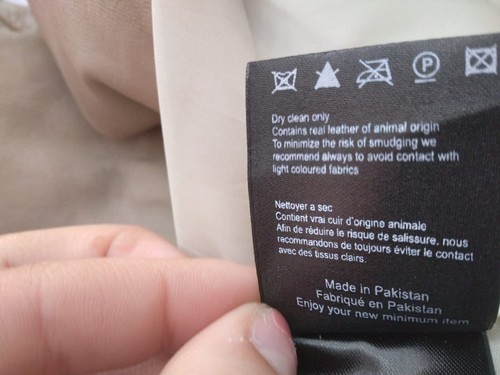 P
Dry clean only
Contains real leather of animal origin
To minimize the risk of smudging we
recommend always to avoid contact with
light coloured fabrics
Nettoyer a sec
Contient vrai cuir d'origine animale
Afin de réduire le risque de salissure, nous
recommandons de toujours éviter le contact
avec des tissus clairs.
Made in Pakistan
Fabriqué en Pakistan
Enjoy your new minimum item